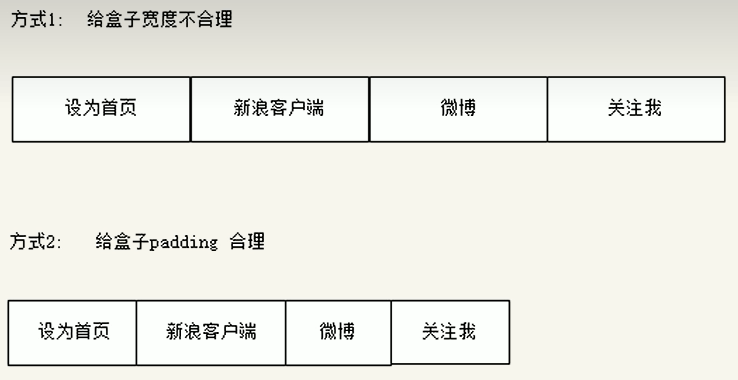 方式1: 给盒子宽度不合理
设为首页 新浪客户端 微博 关注我
方式2: 给盒子padding 合理
设为首页 新浪客户端 微博 关注我